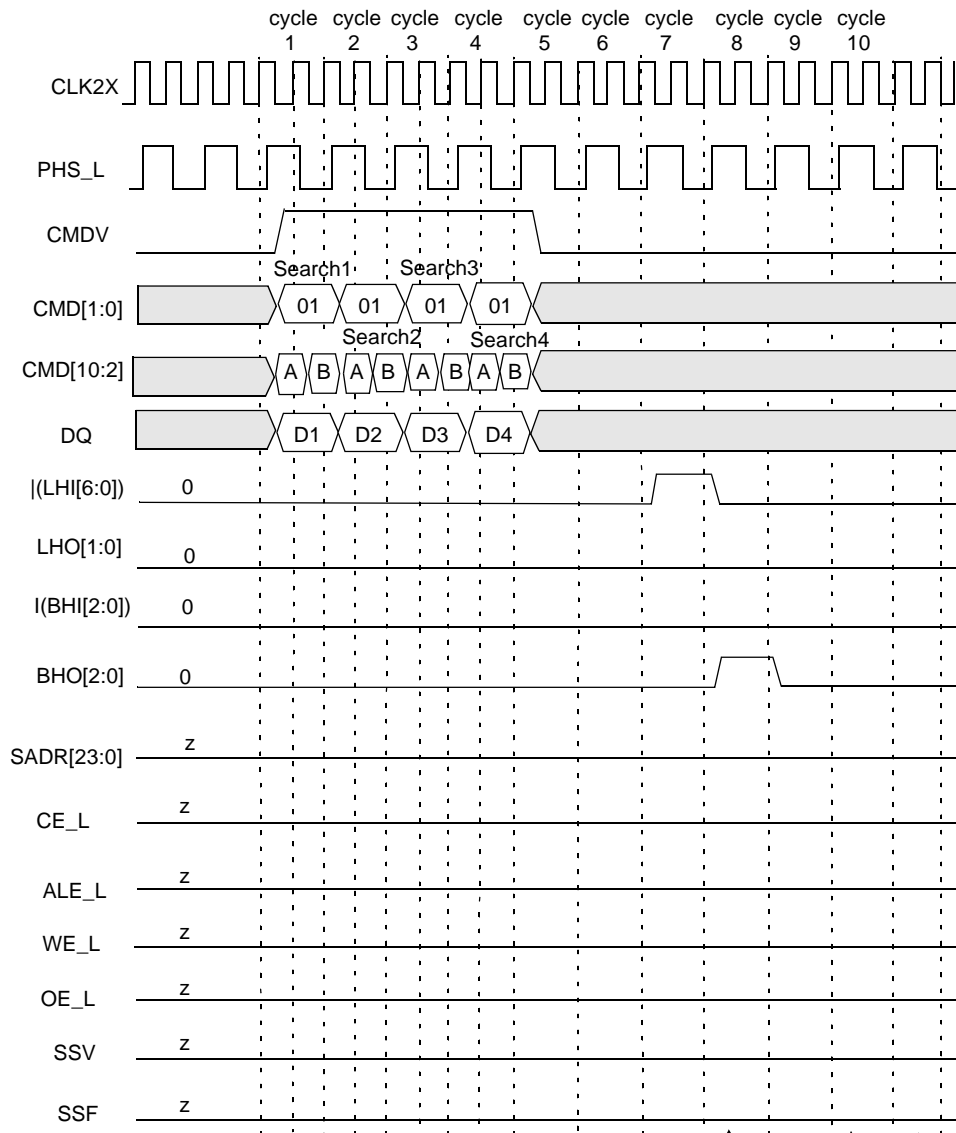 cycle cycle cycle cycle cycle cycle cycle cycle cycle cycle
1 2 3 4 5 6 7 8 9 10
CLK2X
PHS_L
CMDV
Search1 Search3
CMD[1:0] 01 01 01 01
Search2 Search4
CMD[10:2] A B A B A B A B
DQ D1 D2 D3 D4
|(LHI[6:0]) 0
LHO[1:0] 0
I(BHI[2:0]) 0
BHO[2:0] 0
SADR[23:0] z
CE_L z
ALE_L z
WE_L z
OE_L z
SSV z
SSF z